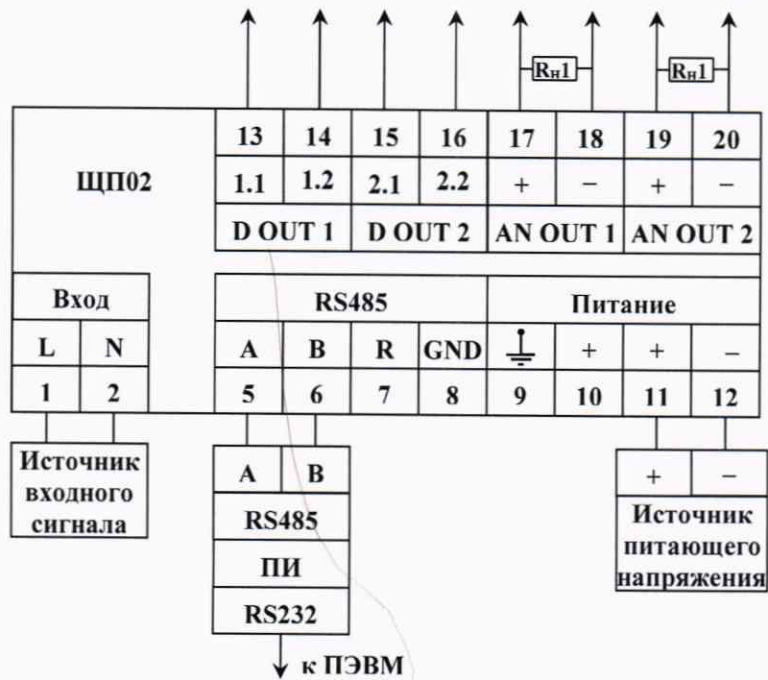 Rн1 Rн1
13 14 15 16 17 18 19 20
ЩП02 1.1 1.2 2.1 2.2 + − + −
D OUT 1 D OUT 2 AN OUT 1 AN OUT 2
Вход RS485 Питание
L N A B R GND + + −
1 2 5 6 7 8 9 10 11 12
Источник входного сигнала
A B
RS485
ПИ
RS232
к ПЭВМ
+ −
Источник
питающего
напряжения